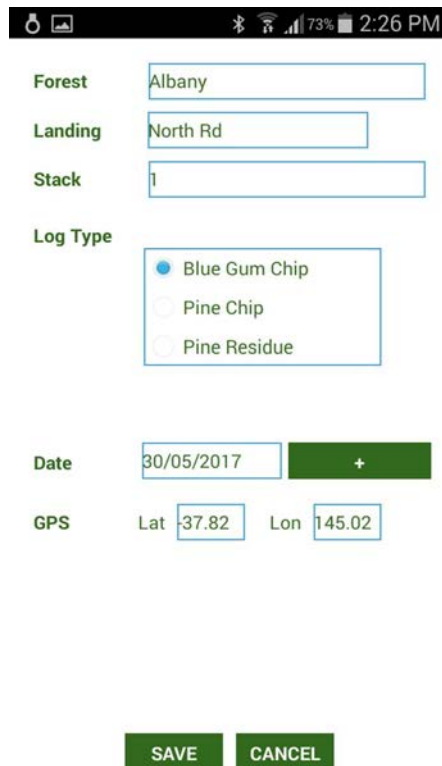 73% 2:26 PM
Forest Albany
Landing North Rd
Stack 1
Log Type
Blue Gum Chip
Pine Chip
Pine Residue
Date 30/05/2017 +
GPS Lat -37.82 Lon 145.02
SAVE CANCEL